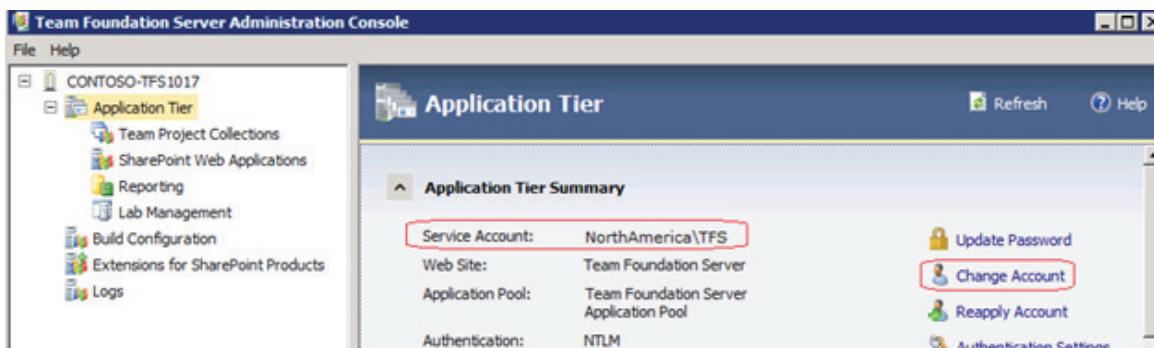 Team Foundation Server Administration Console
File Help
CONTOSO-TFS1017
Application Tier
Team Project Collections
SharePoint Web Applications
Reporting
Lab Management
Build Configuration
Extensions for SharePoint Products
Logs
Application Tier
Refresh
Help
Application Tier Summary
Service Account: NorthAmerica\TFS
Web Site: Team Foundation Server
Application Pool: Team Foundation Server
Application Pool
Authentication: NTLM
Update Password
Change Account
Reapply Account
Authentication Settings